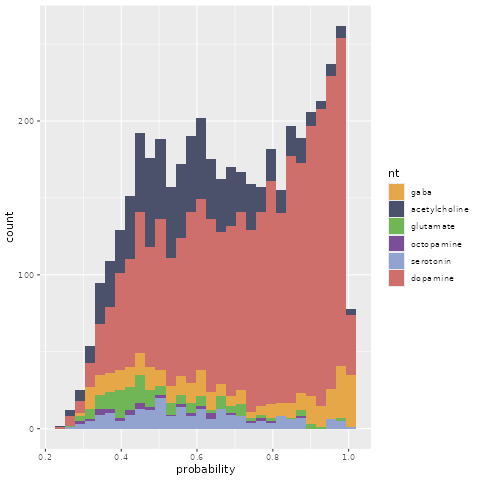 200
100
0
count
0.2
0.4
0.6
0.8
1.0
probability
nt
gaba
acetylcholine
glutamate
octopamine
serotonin
dopamine